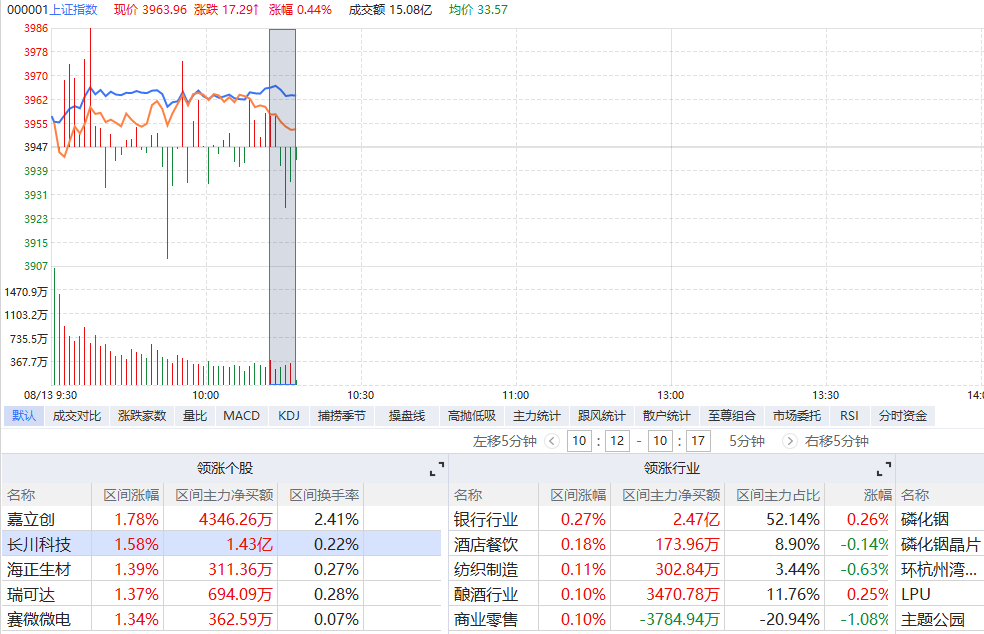 000001上证指数 现价 3963.96 涨跌 17.29↑ 涨幅 0.44% 成交额 15.08亿 均价 33.57
3986
3978
3970
3962
3955
3947
3939
3931
3923
3915
3907
1470.9万
1103.2万
735.5万
367.7万
08/13 9:30 10:00 10:30 11:00 13:00 13:30 14:0
默认 成交对比 涨跌家数 量比 MACD KDJ 捕捞季节 操盘线 高抛低吸 主力统计 跟风统计 散户统计 至尊组合 市场委托 RSI 分时资金
左移5分钟 10 : 12 - 10 : 17 5分钟 右移5分钟
领涨个股 领涨行业
名称 区间涨幅 区间主力净买额 区间换手率 名称 区间涨幅 区间主力净买额 区间主力占比 涨幅 名称
嘉立创 1.78% 4346.26万 2.41% 银行行业 0.27% 2.47亿 52.14% 0.26% 磷化铟
长川科技 1.58% 1.43亿 0.22% 酒店餐饮 0.18% 173.96万 8.90% -0.14% 磷化铟晶片
海正生材 1.39% 311.36万 0.27% 纺织制造 0.11% 302.84万 3.44% -0.63% 环杭州湾...
瑞可达 1.37% 694.09万 0.28% 酿酒行业 0.10% 3470.78万 11.76% 0.25% LPU
赛微微电 1.34% 362.59万 0.07% 商业零售 0.10% -3784.94万 -20.94% -1.08% 主题公园